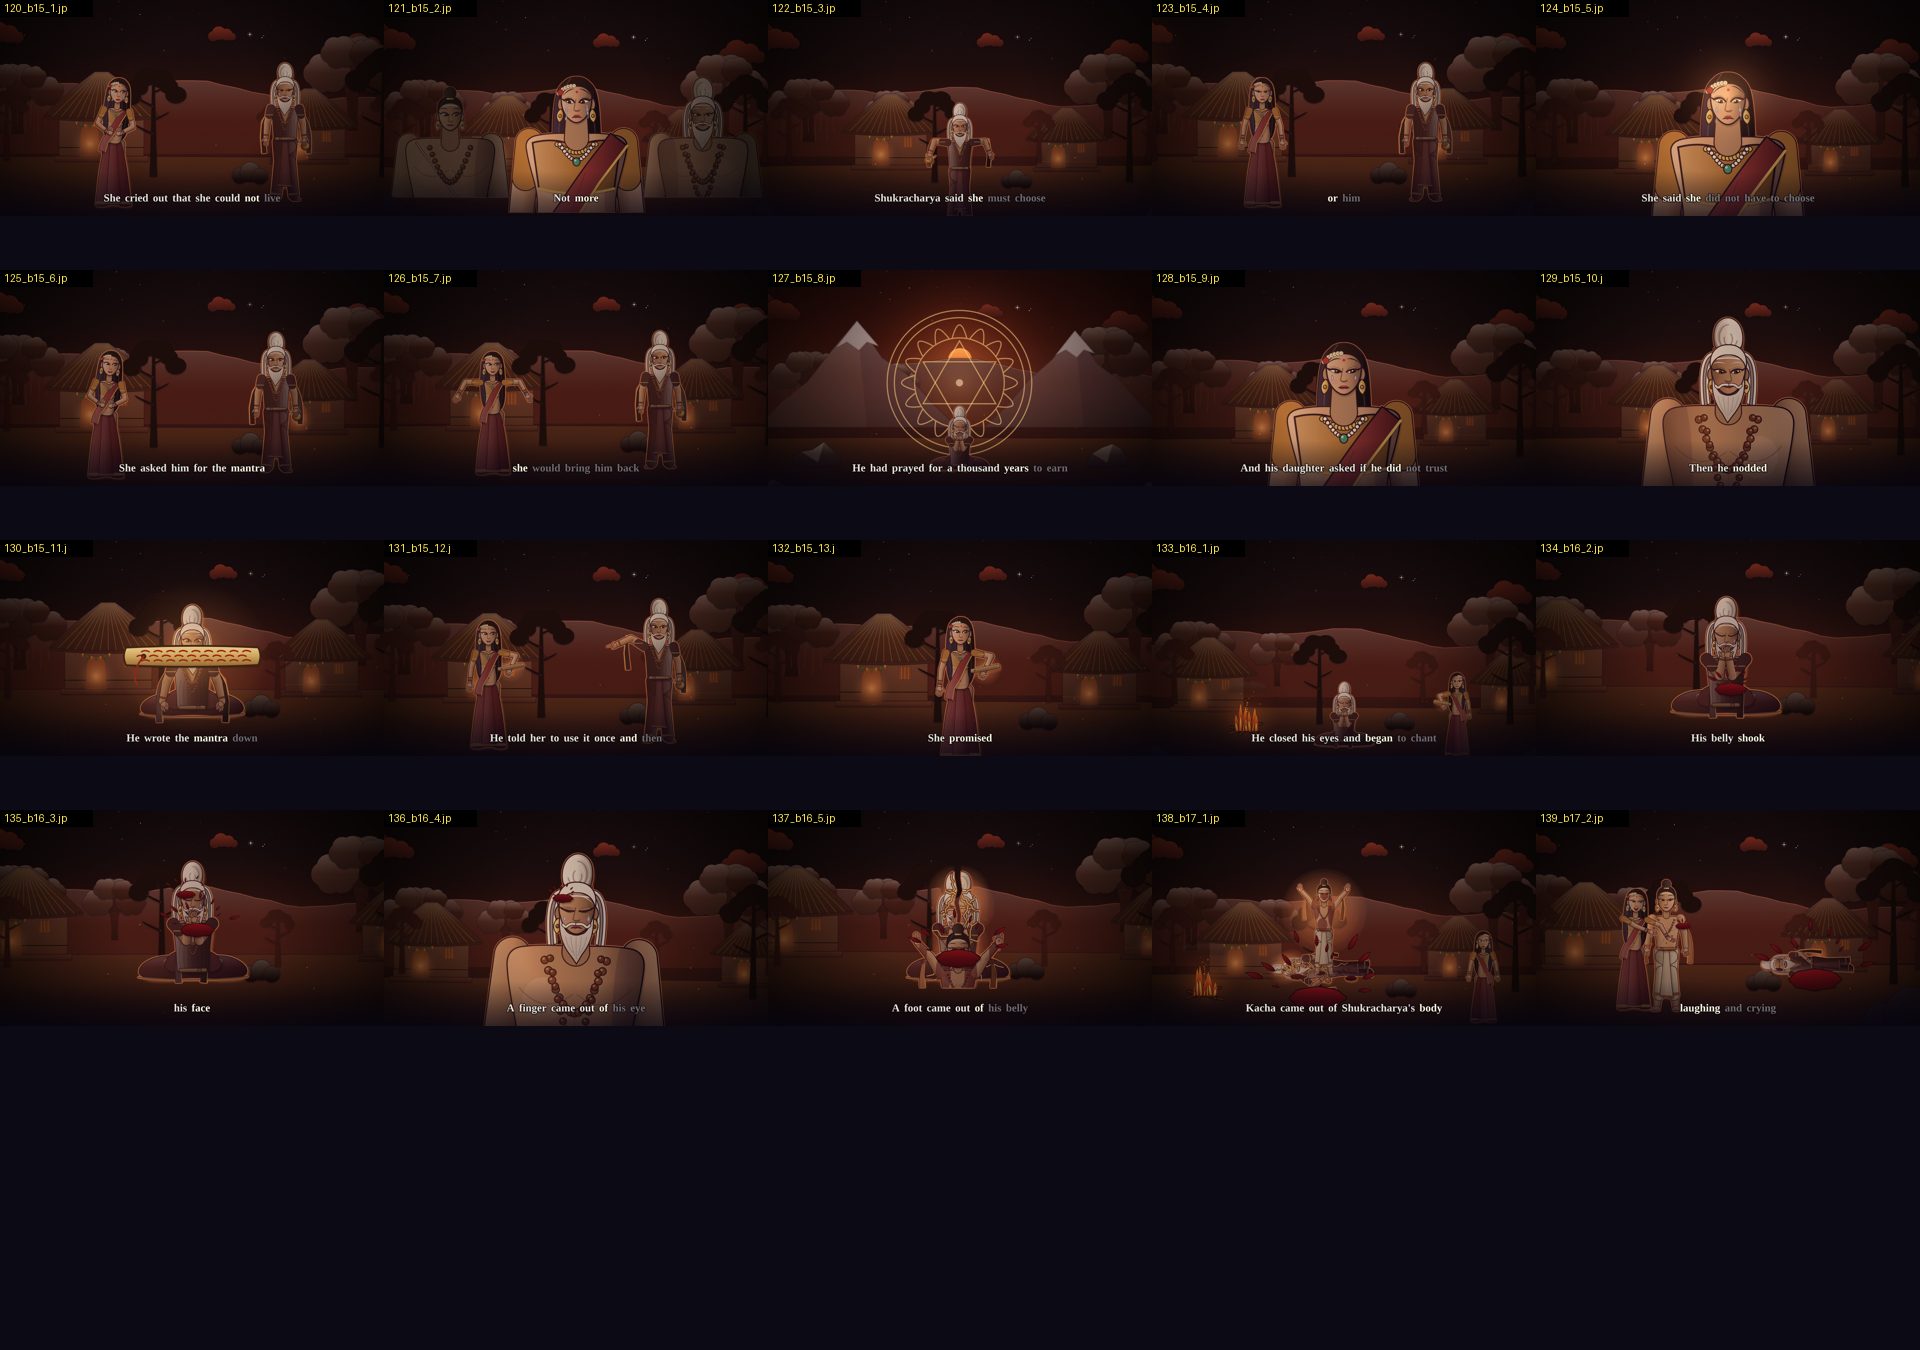 120_b15_1.jp
121_b15_2.jp
122_b15_3.jp
123_b15_4.jp
124_b15_5.jp
She cried out that she could not live
Not more
Shukracharya said she must choose
or him
She said she did not have to choose
125_b15_6.jp
126_b15_7.jp
127_b15_8.jp
128_b15_9.jp
129_b15_10.j
She asked him for the mantra
she would bring him back
He had prayed for a thousand years to earn
And his daughter asked if he did not trust
Then he nodded
130_b15_11.j
131_b15_12.j
132_b15_13.j
133_b16_1.jp
134_b16_2.jp
He wrote the mantra down
He told her to use it once and then
She promised
He closed his eyes and began to chant
His belly shook
135_b16_3.jp
136_b16_4.jp
137_b16_5.jp
138_b17_1.jp
139_b17_2.jp
his face
A finger came out of his eye
A foot came out of his belly
Kacha came out of Shukracharya's body
laughing and crying